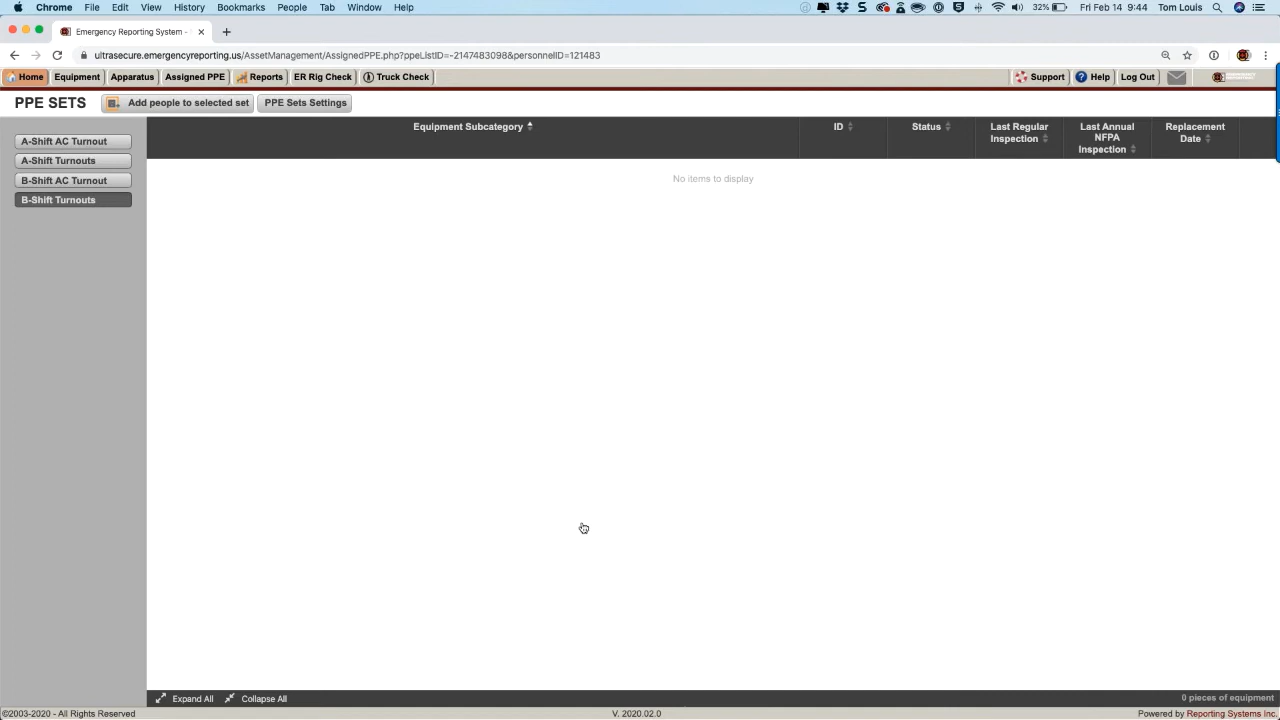 Chrome File Edit View History Bookmarks People Tab Window Help 32% Fri Feb 14 9:44 Tom Louis
Emergency Reporting System -
ultrasecure.emergencyreporting.us/AssetManagement/AssignedPPE.php?ppeListID=-2147483098&personnelID=121483
Home Equipment Apparatus Assigned PPE Reports ER Rig Check Truck Check Support Help Log Out
PPE SETS Add people to selected set PPE Sets Settings
Equipment Subcategory ID Status Last Regular Inspection Last Annual NFPA Inspection Replacement Date
A-Shift AC Turnout
A-Shift Turnouts
B-Shift AC Turnout
B-Shift Turnouts
No items to display
Expand All Collapse All 0 pieces of equipment
©2003-2020 - All Rights Reserved V. 2020.02.0 Powered by Reporting Systems Inc.